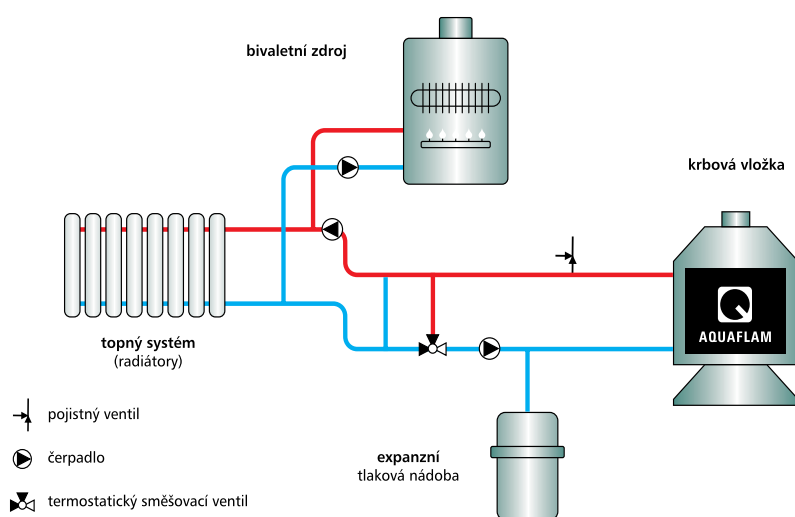 bivaletní zdroj
krbová vložka
AQUAFLAM
topný systém
(radiátory)
pojistný ventil
čerpadlo
termostatický směšovací ventil
expanzní
tlaková nádoba